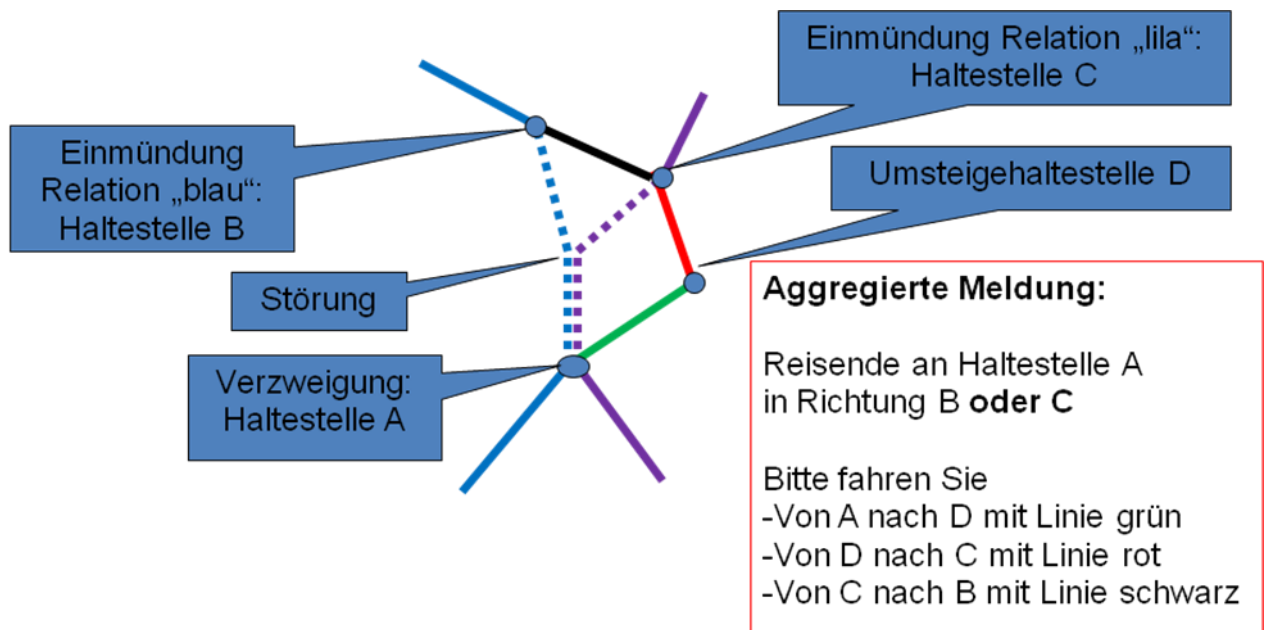 Einmündung Relation „lila“:
Haltestelle C
Einmündung
Relation „blau“:
Haltestelle B
Umsteigehaltestelle D
Störung
Verzweigung:
Haltestelle A
Aggregierte Meldung:
Reisende an Haltestelle A
in Richtung B oder C
Bitte fahren Sie
-Von A nach D mit Linie grün
-Von D nach C mit Linie rot
-Von C nach B mit Linie schwarz